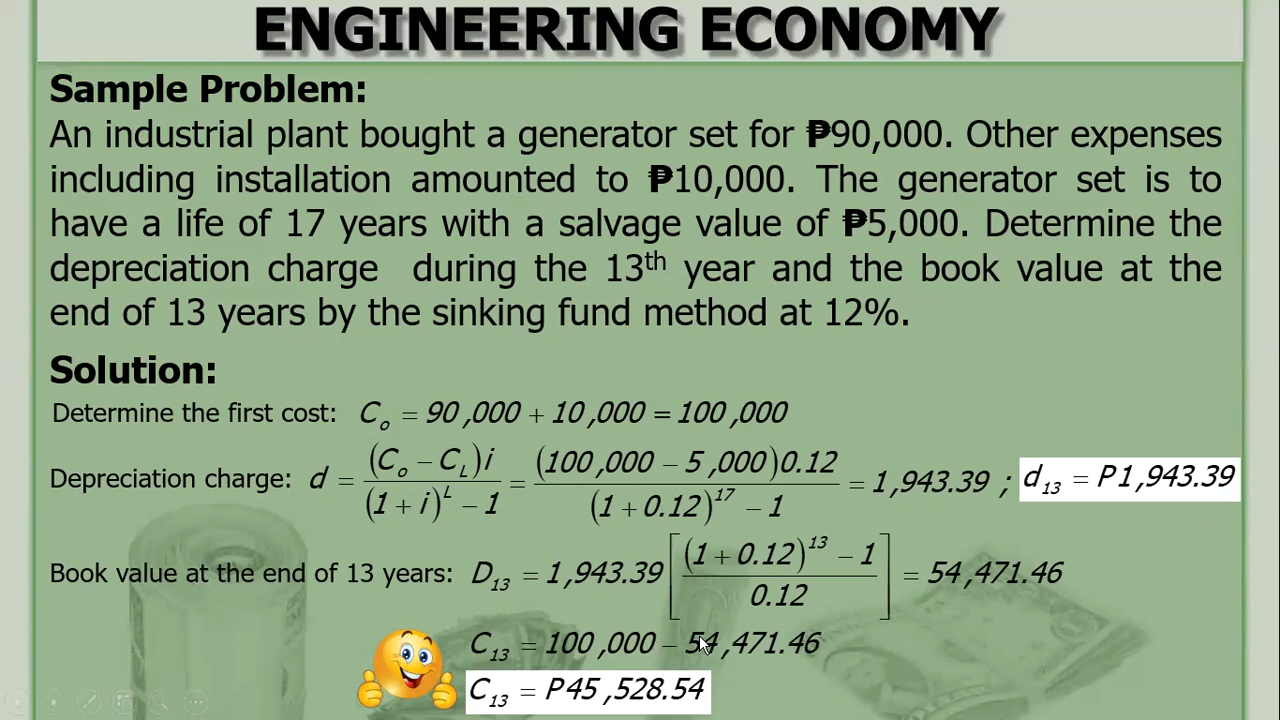 ENGINEERING ECONOMY
Sample Problem:
An industrial plant bought a generator set for ₱90,000. Other expenses
including installation amounted to ₱10,000. The generator set is to
have a life of 17 years with a salvage value of ₱5,000. Determine the
depreciation charge during the 13th year and the book value at the
end of 13 years by the sinking fund method at 12%.
Solution:
Determine the first cost: Cₒ = 90,000 + 10,000 = 100,000
Depreciation charge: d = (Cₒ − C_L)i / (1 + i)^L − 1 = (100,000 − 5,000)0.12 / (1 + 0.12)^17 − 1 = 1,943.39 ; d₁₃ = P1,943.39
Book value at the end of 13 years: D₁₃ = 1,943.39 [(1 + 0.12)^13 − 1 / 0.12] = 54,471.46
C₁₃ = 100,000 − 54,471.46
C₁₃ = P45,528.54